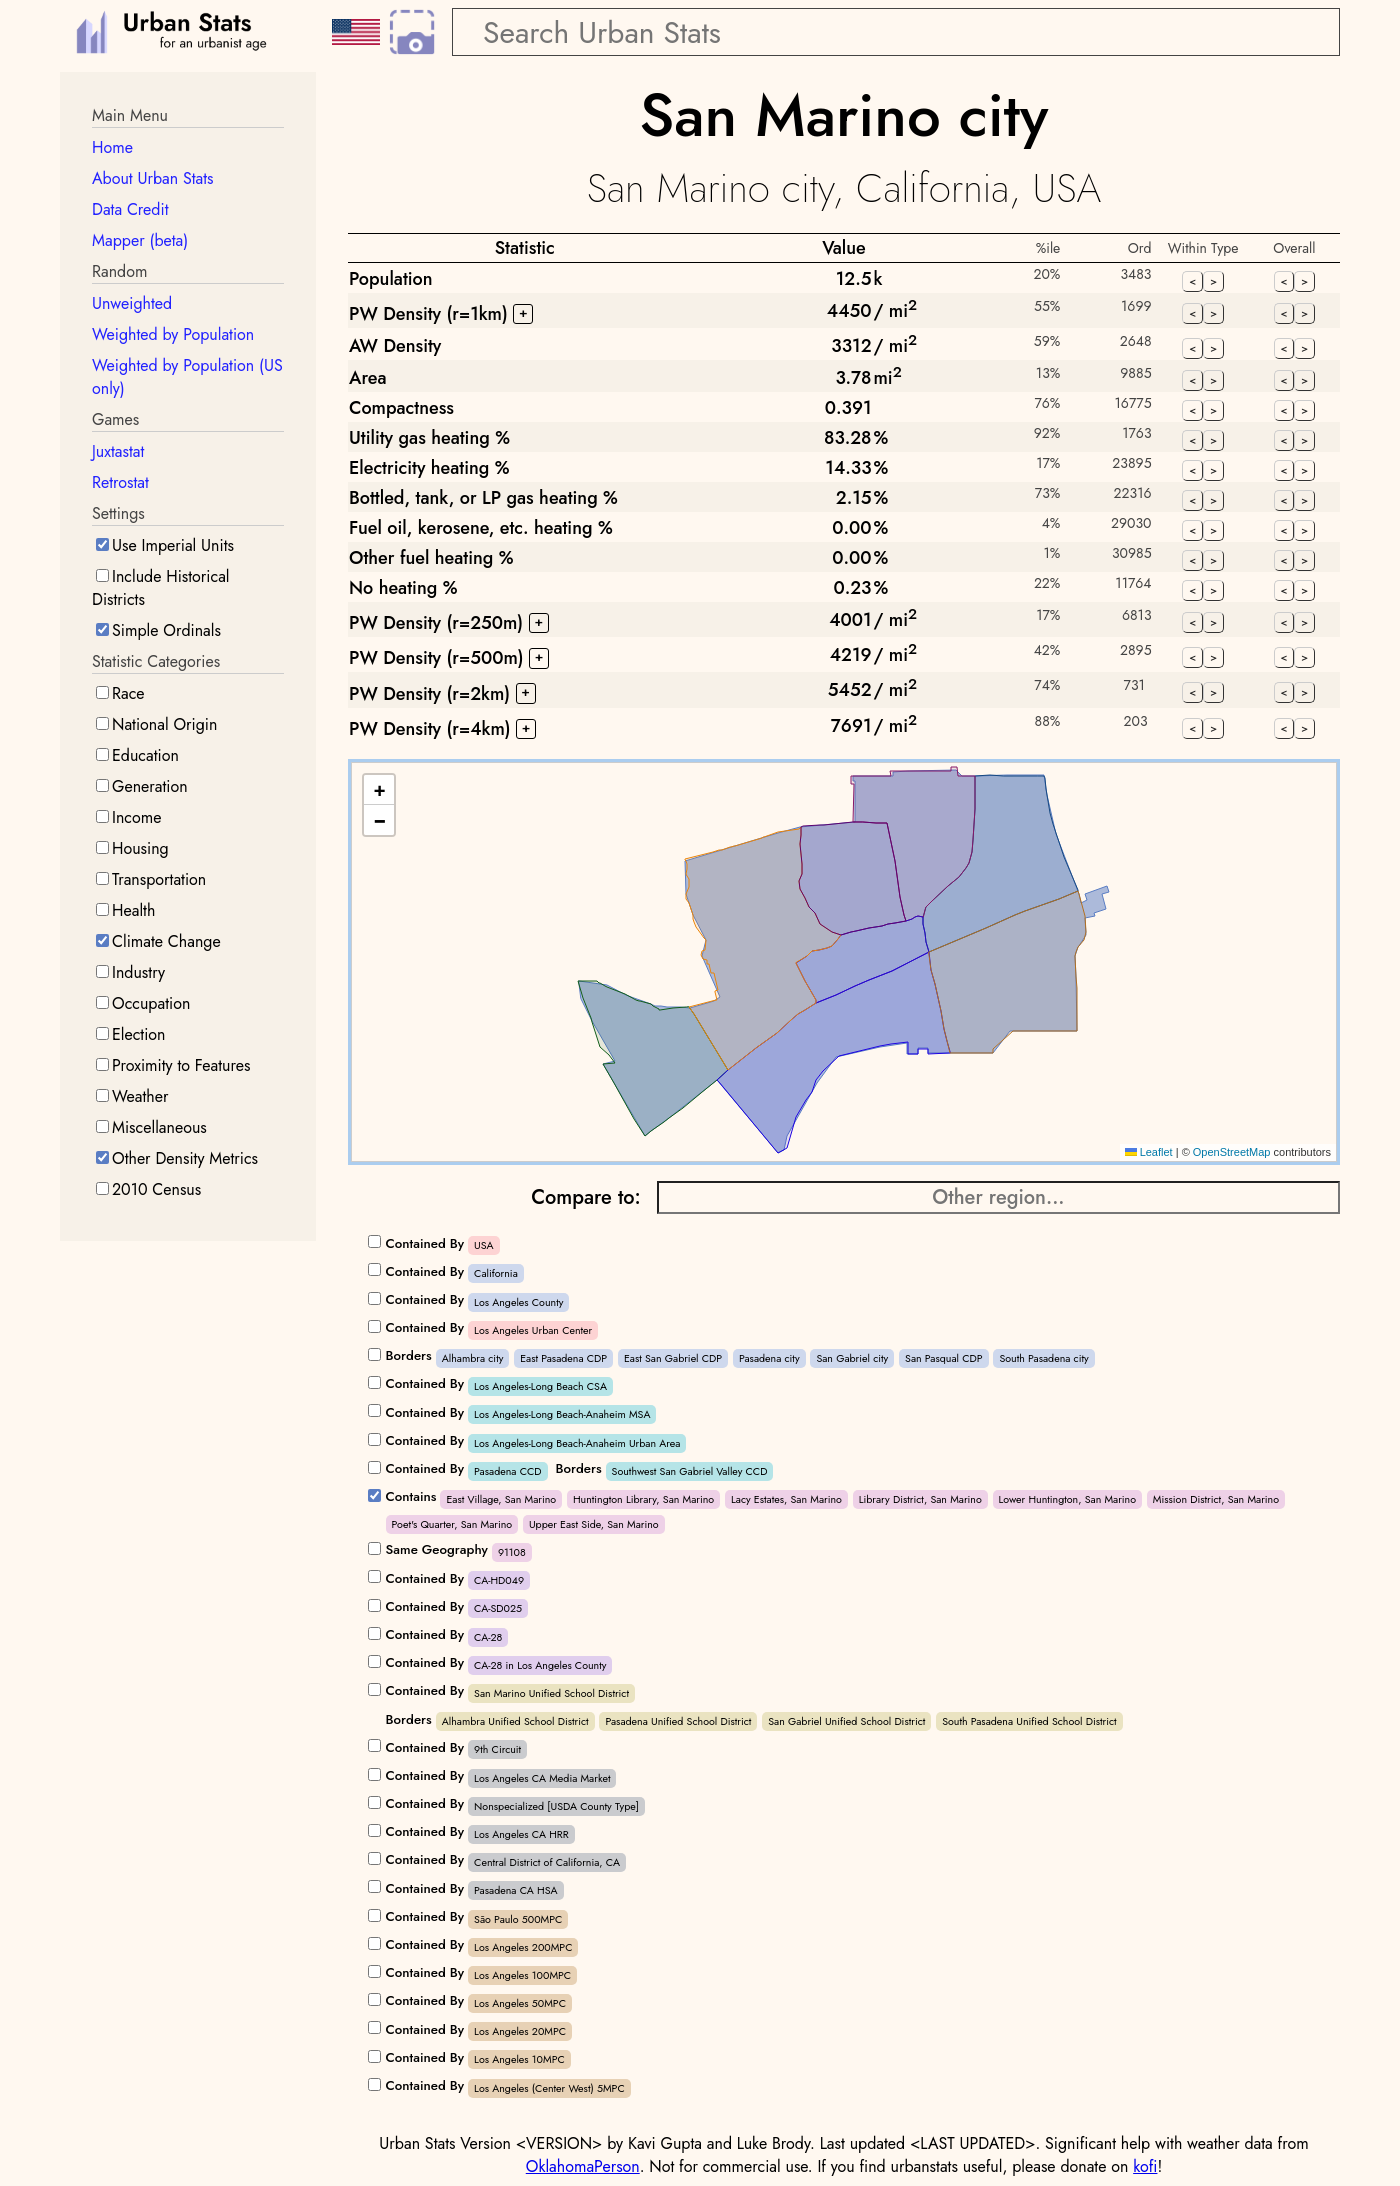 Urban Stats
for an urbanist age
Search Urban Stats
Main Menu
Home
About Urban Stats
Data Credit
Mapper (beta)
Random
Unweighted
Weighted by Population
Weighted by Population (US
only)
Games
Juxtastat
Retrostat
Settings
Use Imperial Units
Include Historical
Districts
Simple Ordinals
Statistic Categories
Race
National Origin
Education
Generation
Income
Housing
Transportation
Health
Climate Change
Industry
Occupation
Election
Proximity to Features
Weather
Miscellaneous
Other Density Metrics
2010 Census
San Marino city
San Marino city, California, USA
Statistic Value %ile Ord Within Type Overall
Population 12.5 k 20% 3483 < > < >
PW Density (r=1km) + 4450 / mi² 55% 1699 < > < >
AW Density 3312 / mi² 59% 2648 < > < >
Area 3.78 mi² 13% 9885 < > < >
Compactness 0.391 76% 16775 < > < >
Utility gas heating % 83.28 % 92% 1763 < > < >
Electricity heating % 14.33 % 17% 23895 < > < >
Bottled, tank, or LP gas heating % 2.15 % 73% 22316 < > < >
Fuel oil, kerosene, etc. heating % 0.00 % 4% 29030 < > < >
Other fuel heating % 0.00 % 1% 30985 < > < >
No heating % 0.23 % 22% 11764 < > < >
PW Density (r=250m) + 4001 / mi² 17% 6813 < > < >
PW Density (r=500m) + 4219 / mi² 42% 2895 < > < >
PW Density (r=2km) + 5452 / mi² 74% 731 < > < >
PW Density (r=4km) + 7691 / mi² 88% 203 < > < >
+
−
Leaflet | © OpenStreetMap contributors
Compare to: Other region...
Contained By USA
Contained By California
Contained By Los Angeles County
Contained By Los Angeles Urban Center
Borders Alhambra city East Pasadena CDP East San Gabriel CDP Pasadena city San Gabriel city San Pasqual CDP South Pasadena city
Contained By Los Angeles-Long Beach CSA
Contained By Los Angeles-Long Beach-Anaheim MSA
Contained By Los Angeles-Long Beach-Anaheim Urban Area
Contained By Pasadena CCD Borders Southwest San Gabriel Valley CCD
Contains East Village, San Marino Huntington Library, San Marino Lacy Estates, San Marino Library District, San Marino Lower Huntington, San Marino Mission District, San Marino
Poet's Quarter, San Marino Upper East Side, San Marino
Same Geography 91108
Contained By CA-HD049
Contained By CA-SD025
Contained By CA-28
Contained By CA-28 in Los Angeles County
Contained By San Marino Unified School District
Borders Alhambra Unified School District Pasadena Unified School District San Gabriel Unified School District South Pasadena Unified School District
Contained By 9th Circuit
Contained By Los Angeles CA Media Market
Contained By Nonspecialized [USDA County Type]
Contained By Los Angeles CA HRR
Contained By Central District of California, CA
Contained By Pasadena CA HSA
Contained By São Paulo 500MPC
Contained By Los Angeles 200MPC
Contained By Los Angeles 100MPC
Contained By Los Angeles 50MPC
Contained By Los Angeles 20MPC
Contained By Los Angeles 10MPC
Contained By Los Angeles (Center West) 5MPC
Urban Stats Version <VERSION> by Kavi Gupta and Luke Brody. Last updated <LAST UPDATED>. Significant help with weather data from
OklahomaPerson. Not for commercial use. If you find urbanstats useful, please donate on kofi!